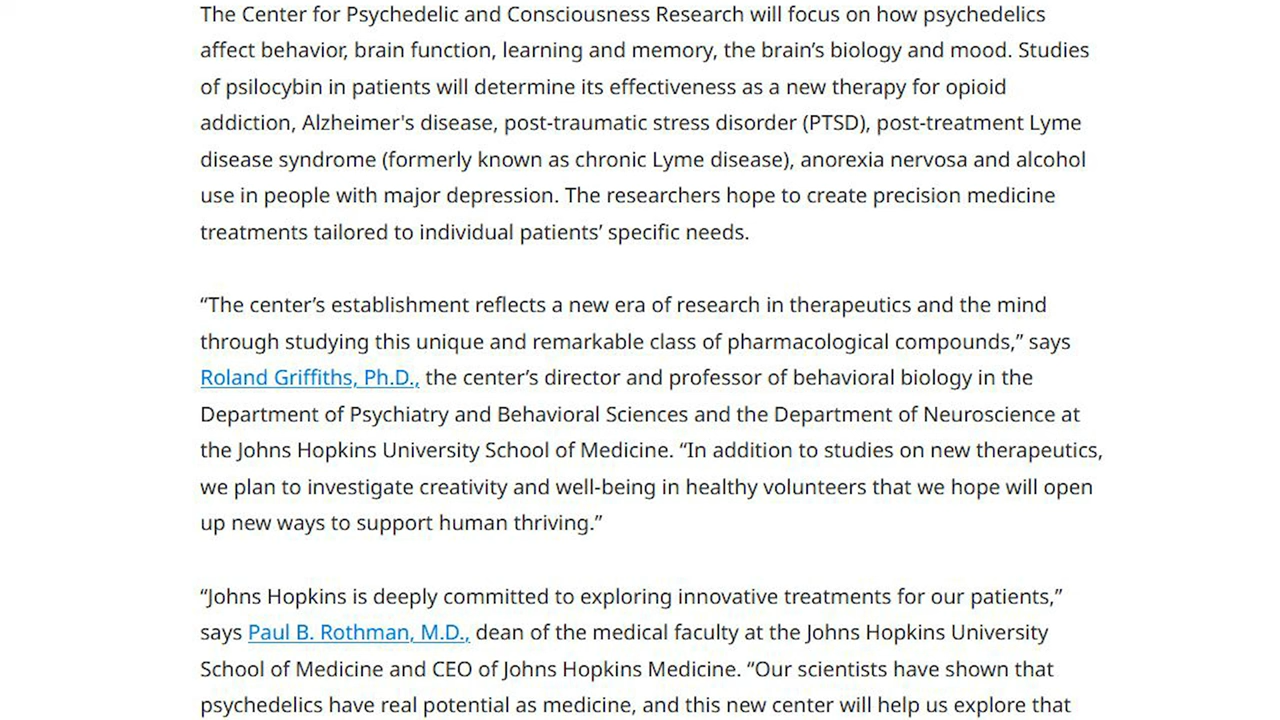 The Center for Psychedelic and Consciousness Research will focus on how psychedelics
affect behavior, brain function, learning and memory, the brain’s biology and mood. Studies
of psilocybin in patients will determine its effectiveness as a new therapy for opioid
addiction, Alzheimer's disease, post-traumatic stress disorder (PTSD), post-treatment Lyme
disease syndrome (formerly known as chronic Lyme disease), anorexia nervosa and alcohol
use in people with major depression. The researchers hope to create precision medicine
treatments tailored to individual patients’ specific needs.
“The center’s establishment reflects a new era of research in therapeutics and the mind
through studying this unique and remarkable class of pharmacological compounds,” says
Roland Griffiths, Ph.D., the center’s director and professor of behavioral biology in the
Department of Psychiatry and Behavioral Sciences and the Department of Neuroscience at
the Johns Hopkins University School of Medicine. “In addition to studies on new therapeutics,
we plan to investigate creativity and well-being in healthy volunteers that we hope will open
up new ways to support human thriving.”
“Johns Hopkins is deeply committed to exploring innovative treatments for our patients,”
says Paul B. Rothman, M.D., dean of the medical faculty at the Johns Hopkins University
School of Medicine and CEO of Johns Hopkins Medicine. “Our scientists have shown that
psychedelics have real potential as medicine, and this new center will help us explore that